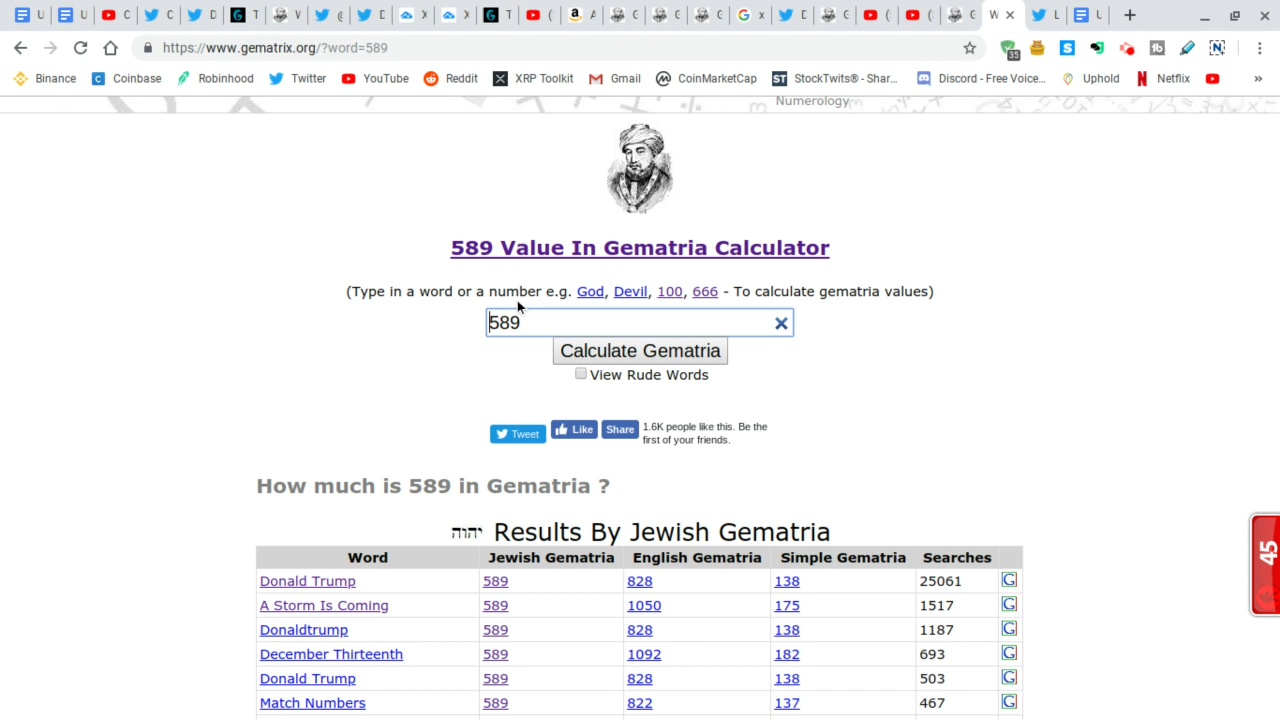 https://www.gematrix.org/?word=589
35
Binance Coinbase Robinhood Twitter YouTube Reddit XRP Toolkit Gmail CoinMarketCap StockTwits® - Shar... Discord - Free Voice... Uphold Netflix »
Numerology
589 Value In Gematria Calculator
(Type in a word or a number e.g. God, Devil, 100, 666 - To calculate gematria values)
589
Calculate Gematria
View Rude Words
Tweet Like Share 1.6K people like this. Be the
first of your friends.
How much is 589 in Gematria ?
יהוה Results By Jewish Gematria
Word Jewish Gematria English Gematria Simple Gematria Searches
Donald Trump 589 828 138 25061
A Storm Is Coming 589 1050 175 1517
Donaldtrump 589 828 138 1187
December Thirteenth 589 1092 182 693
Donald Trump 589 828 138 503
Match Numbers 589 822 137 467
45